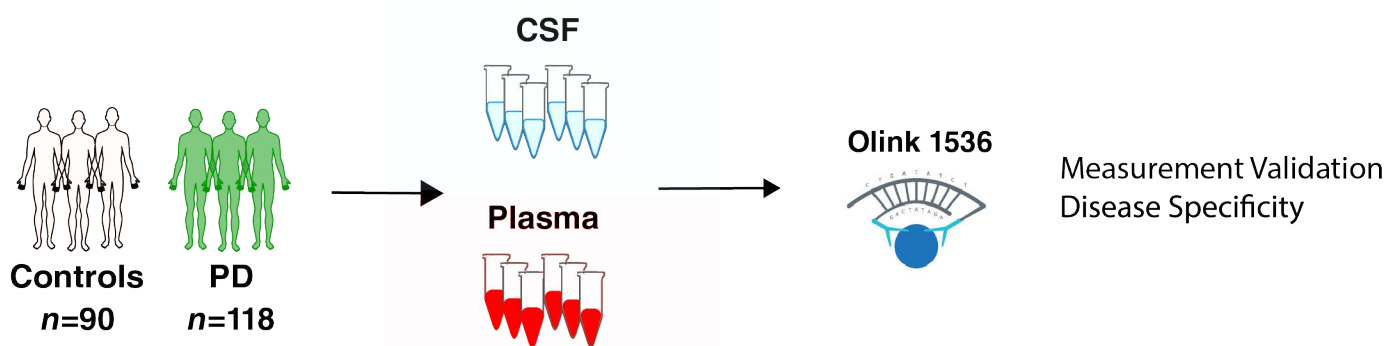 CSF
Controls
n=90
PD
n=118
Plasma
Olink 1536
Measurement Validation
Disease Specificity